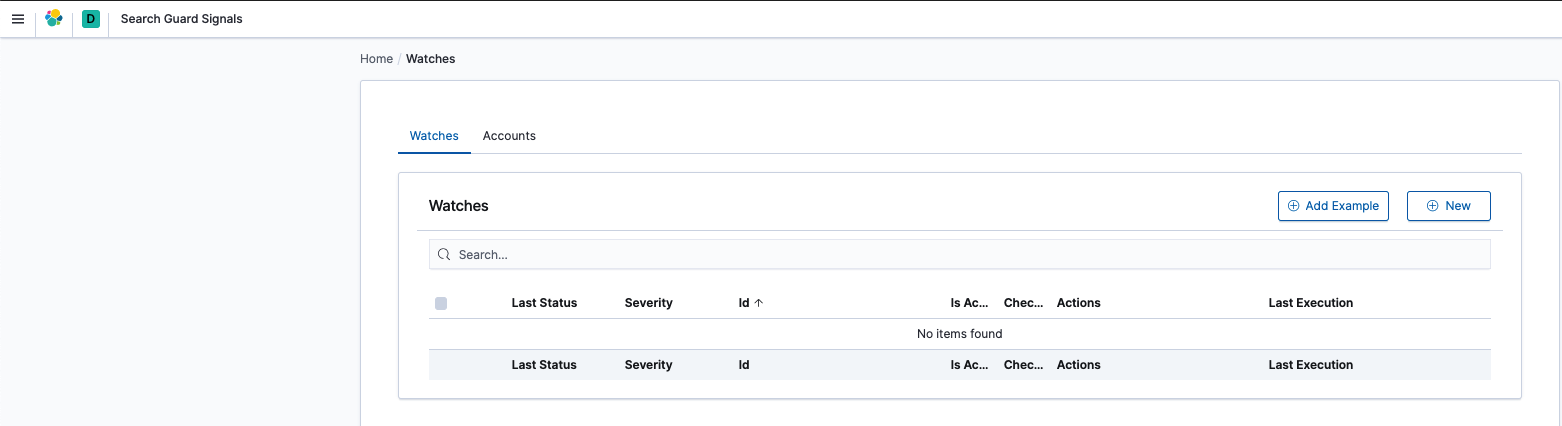 D Search Guard Signals
Home / Watches
Watches Accounts
Watches Add Example New
Search...
Last Status Severity Id Is Ac... Chec... Actions Last Execution
No items found
Last Status Severity Id Is Ac... Chec... Actions Last Execution